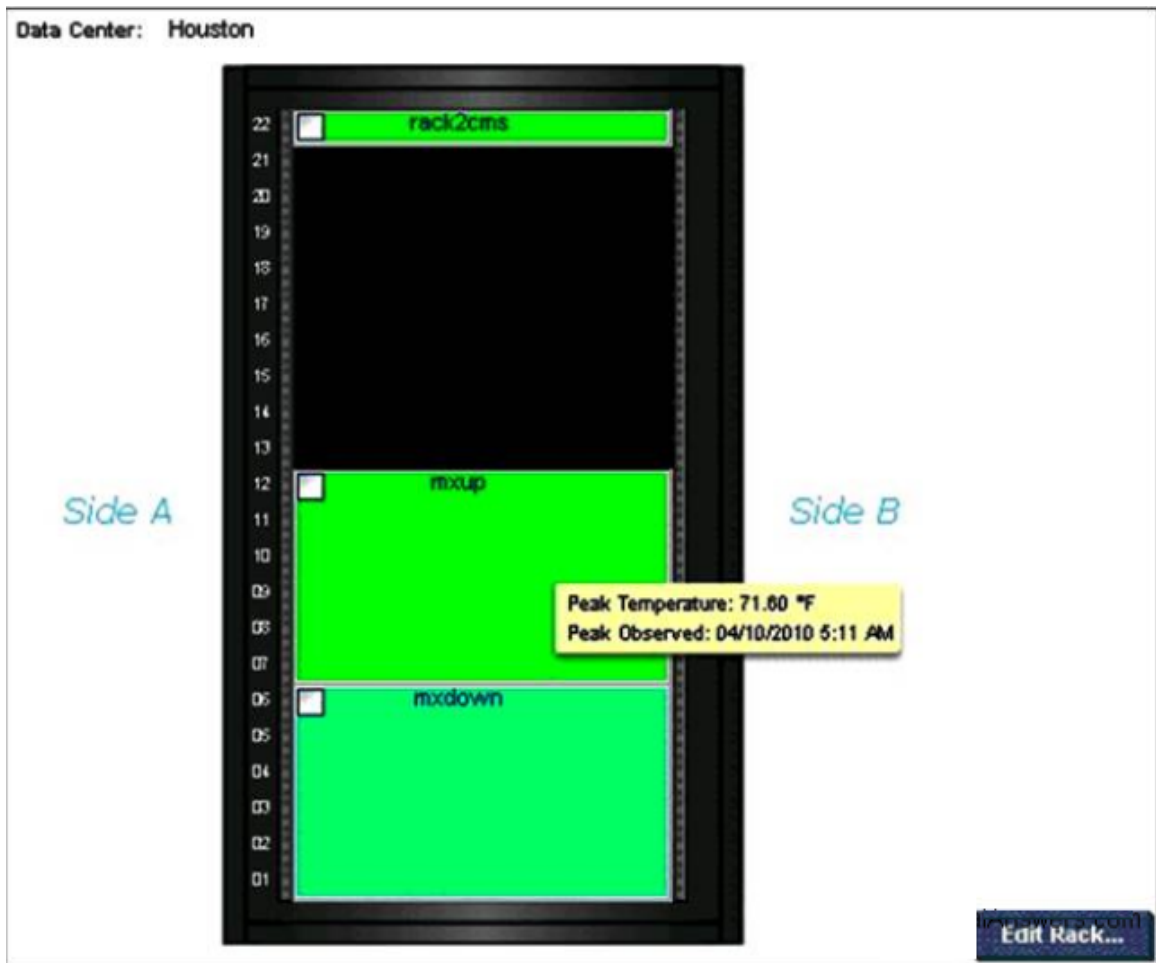 Data Center: Houston
22
rack2cms
21
20
19
18
17
16
15
14
13
12
mxup
11
10
09
08
07
06
mxdown
05
04
03
02
01
Side A
Side B
Peak Temperature: 71.60 °F
Peak Observed: 04/10/2010 5:11 AM
Edit Rack...